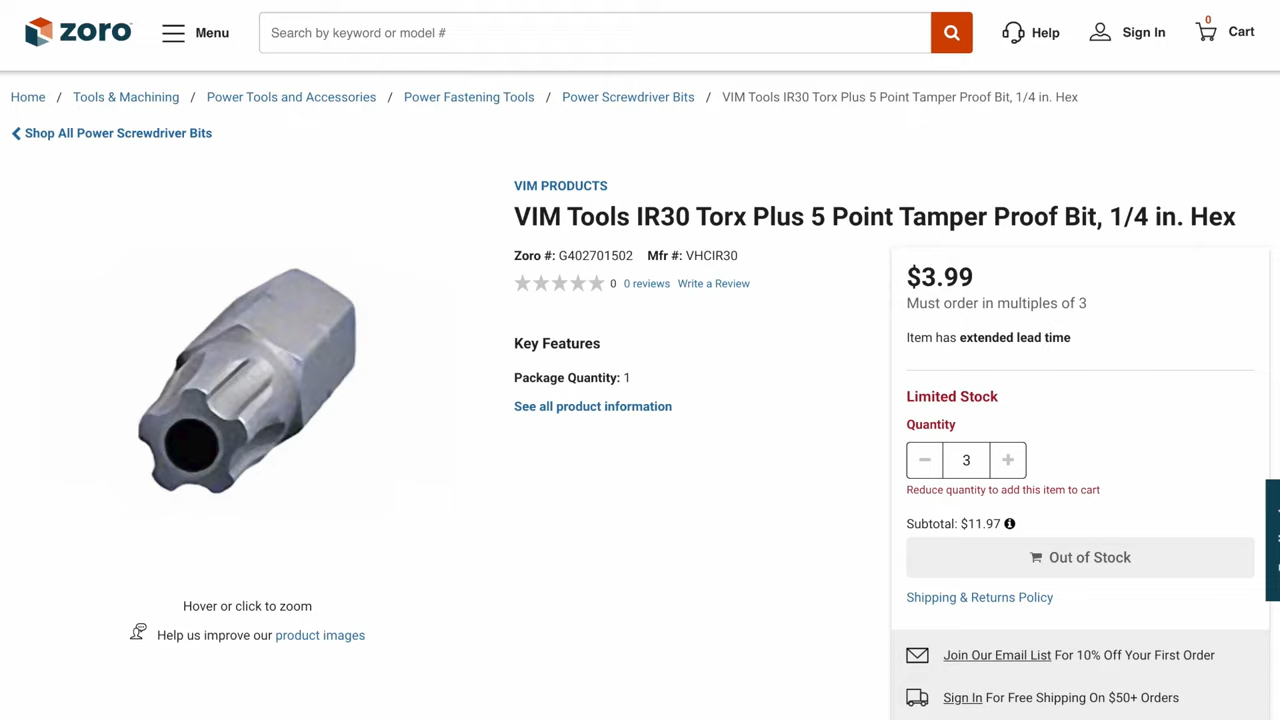 zoro
Menu
Search by keyword or model #
Help
Sign In
0
Cart
Home / Tools & Machining / Power Tools and Accessories / Power Fastening Tools / Power Screwdriver Bits / VIM Tools IR30 Torx Plus 5 Point Tamper Proof Bit, 1/4 in. Hex
Shop All Power Screwdriver Bits
VIM PRODUCTS
VIM Tools IR30 Torx Plus 5 Point Tamper Proof Bit, 1/4 in. Hex
Zoro #: G402701502 Mfr #: VHCIR30
0 0 reviews Write a Review
Key Features
Package Quantity: 1
See all product information
$3.99
Must order in multiples of 3
Item has extended lead time
Limited Stock
Quantity
− 3 +
Reduce quantity to add this item to cart
Subtotal: $11.97
Out of Stock
Shipping & Returns Policy
Join Our Email List For 10% Off Your First Order
Sign In For Free Shipping On $50+ Orders
Hover or click to zoom
Help us improve our product images